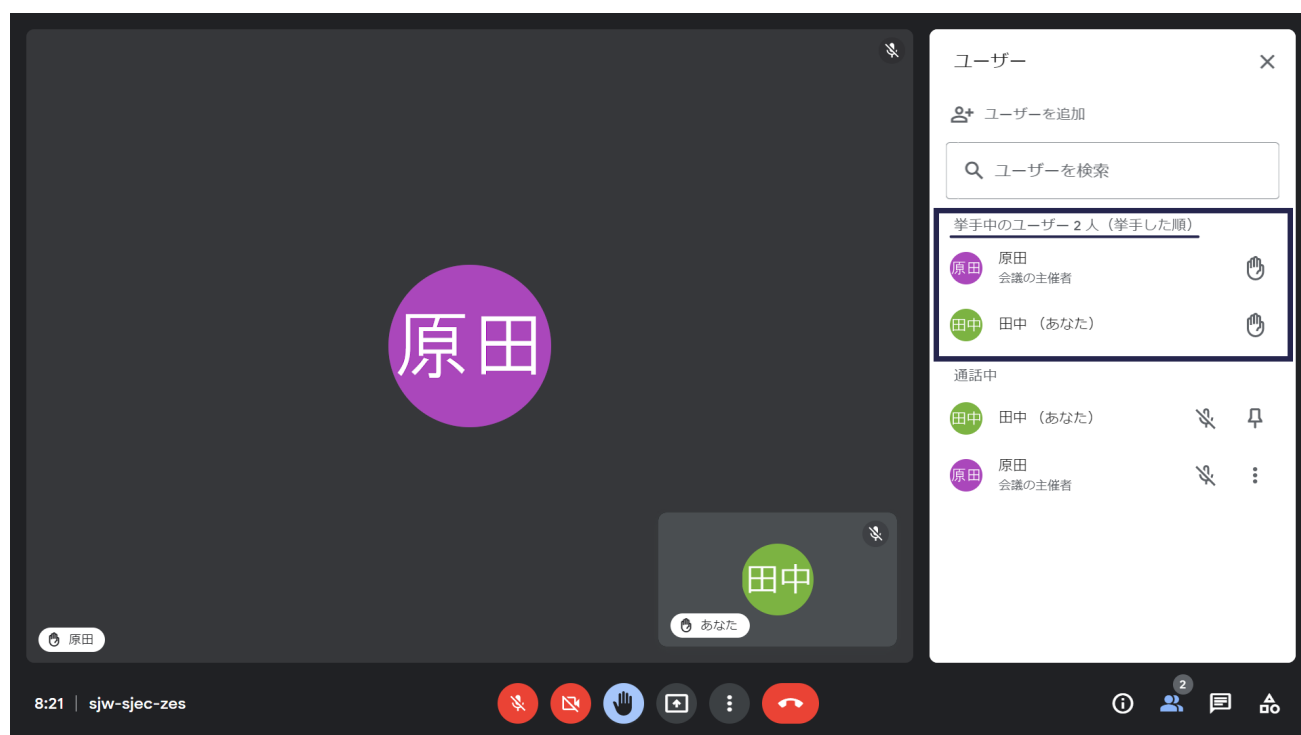 原田
田中
原田
あなた
8:21 | sjw-sjec-zes
ユーザー
ユーザーを追加
ユーザーを検索
挙手中のユーザー 2 人（挙手した順）
原田 原田
会議の主催者
田中 田中 （あなた）
通話中
田中 田中 （あなた）
原田 原田
会議の主催者
2